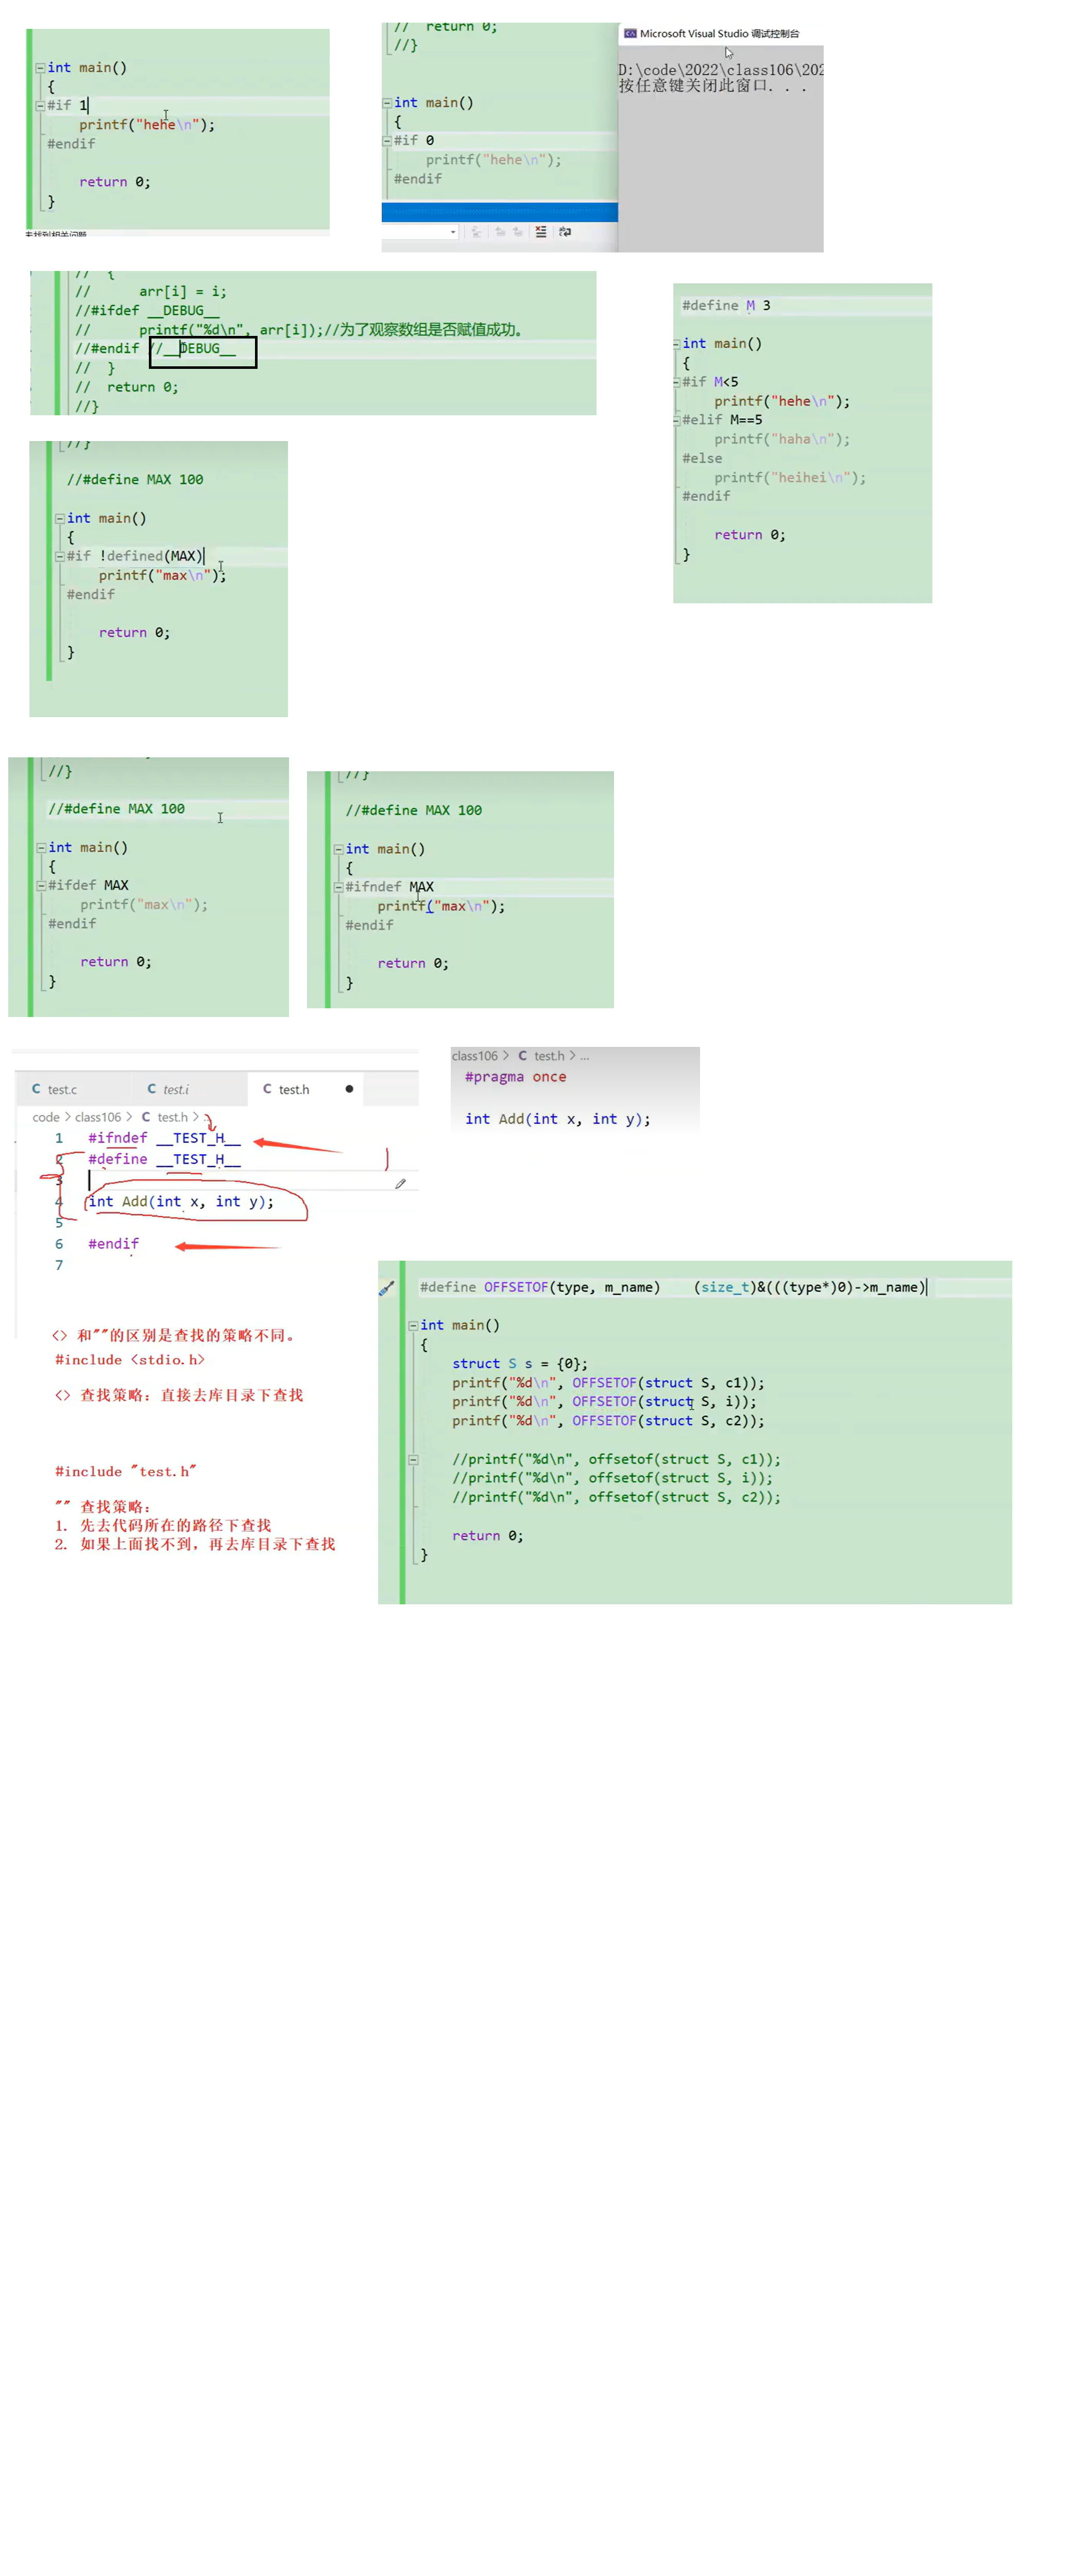 int main()
{
#if 1
printf("hehe\n");
#endif
return 0;
}
// return 0;
//}
int main()
{
#if 0
printf("hehe\n");
#endif
Microsoft Visual Studio 调试控制台
D:\code\2022\class106\202
按任意键关闭此窗口. . .
// {
// arr[i] = i;
//#ifdef __DEBUG__
// printf("%d\n", arr[i]);//为了观察数组是否赋值成功。
//#endif //__DEBUG__
// }
// return 0;
//}
#define M 3
int main()
{
#if M<5
printf("hehe\n");
#elif M==5
printf("haha\n");
#else
printf("heihei\n");
#endif
return 0;
}
//}
//#define MAX 100
int main()
{
#if !defined(MAX)
printf("max\n");
#endif
return 0;
}
//}
//#define MAX 100
int main()
{
#ifdef MAX
printf("max\n");
#endif
return 0;
}
//}
//#define MAX 100
int main()
{
#ifndef MAX
printf("max\n");
#endif
return 0;
}
C test.c C test.i C test.h ●
code > class106 > C test.h > ...
1 #ifndef __TEST_H__
2 #define __TEST_H__
3
4 int Add(int x, int y);
5
6 #endif
7
class106 > C test.h > ...
#pragma once
int Add(int x, int y);
<> 和""的区别是查找的策略不同。
#include <stdio.h>
<> 查找策略: 直接去库目录下查找
#include "test.h"
"" 查找策略:
1. 先去代码所在的路径下查找
2. 如果上面找不到, 再去库目录下查找
#define OFFSETOF(type, m_name) (size_t)&(((type*)0)->m_name)
int main()
{
struct S s = {0};
printf("%d\n", OFFSETOF(struct S, c1));
printf("%d\n", OFFSETOF(struct S, i));
printf("%d\n", OFFSETOF(struct S, c2));
//printf("%d\n", offsetof(struct S, c1));
//printf("%d\n", offsetof(struct S, i));
//printf("%d\n", offsetof(struct S, c2));
return 0;
}